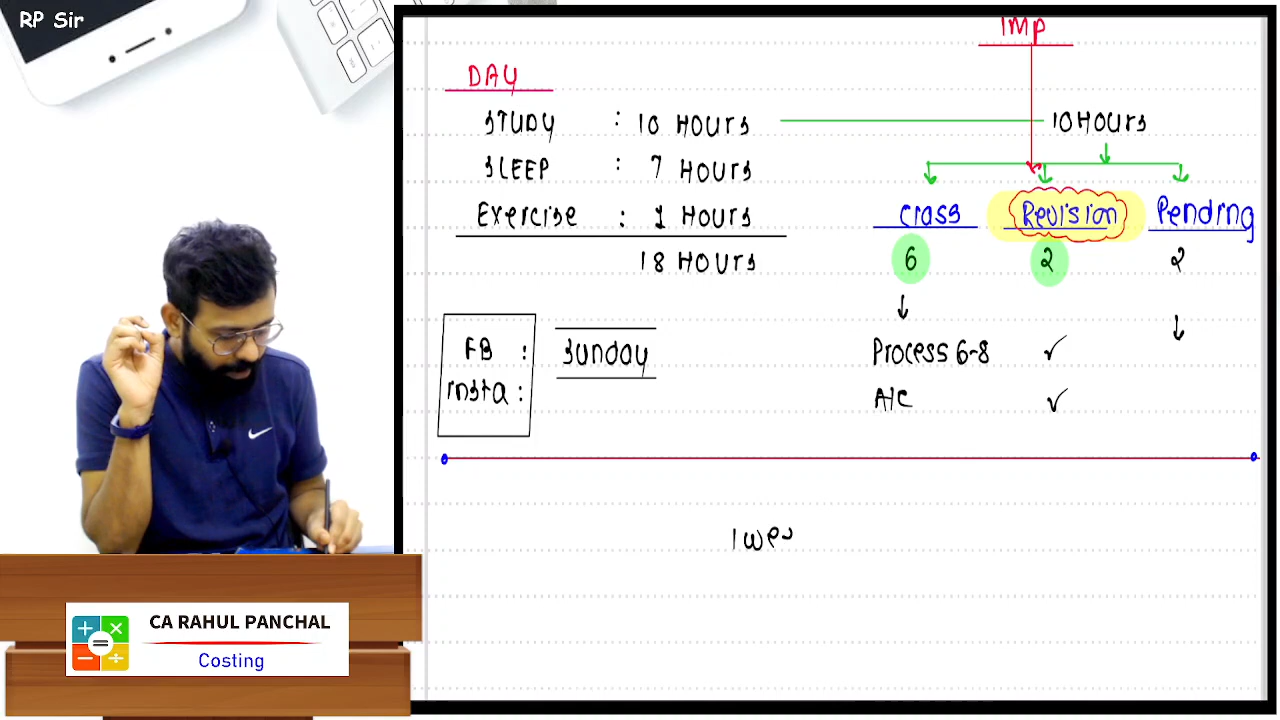 RP Sir
IMP
DAY
STUDY : 10 HOURS 10 HOURS
SLEEP : 7 HOURS
Exercise : 1 HOURS Class Revision Pending
18 HOURS 6 2 2
FB : Sunday Process 6-8 ✓
Insta : A/C ✓
CA RAHUL PANCHAL
Costing